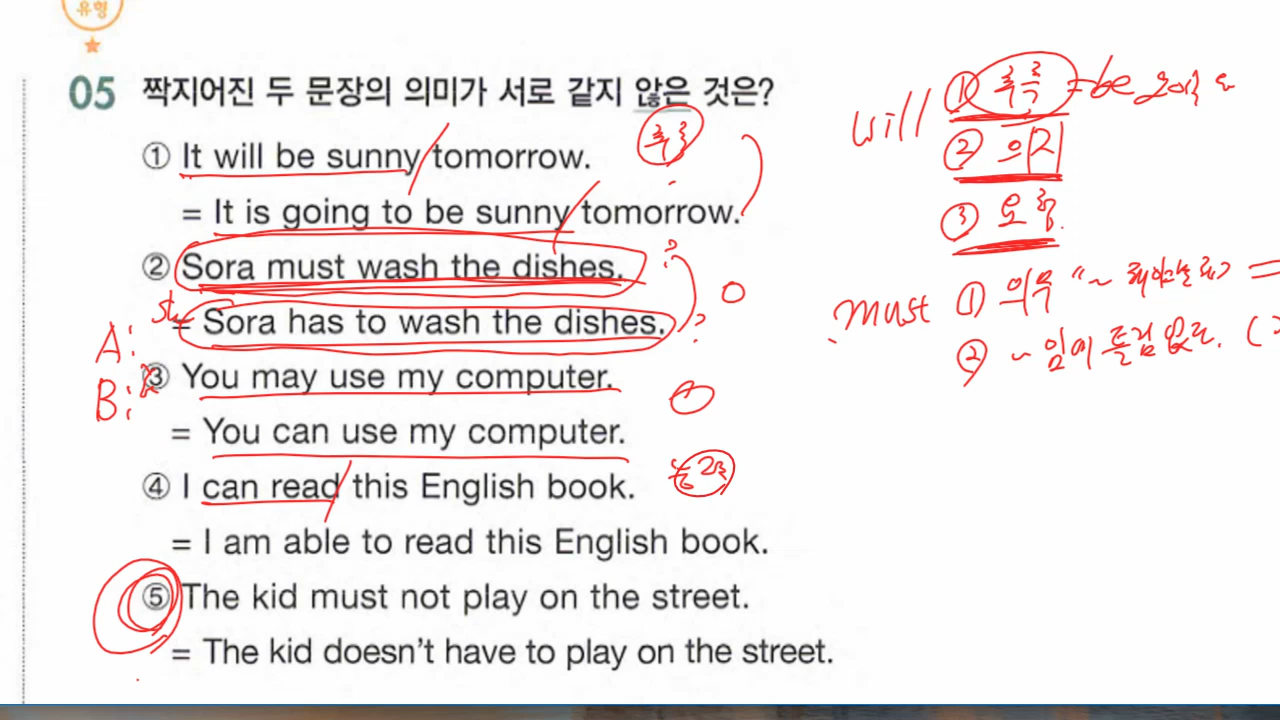 유형
05 짝지어진 두 문장의 의미가 서로 같지 않은 것은?
① It will be sunny tomorrow.
= It is going to be sunny tomorrow.
② Sora must wash the dishes.
= Sora has to wash the dishes.
③ You may use my computer.
= You can use my computer.
④ I can read this English book.
= I am able to read this English book.
⑤ The kid must not play on the street.
= The kid doesn't have to play on the street.
추측
A:
B:
능력
will ① 추측 = be going to
② 의지
③ 요청.
must ① 의무 "~해야만 해" =
② ~임에 틀림없다. (